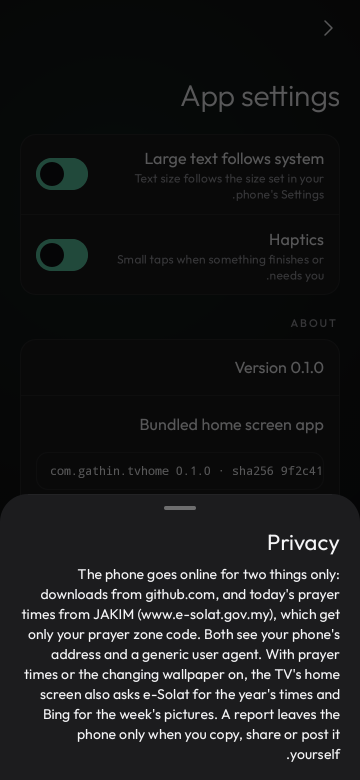 App settings
Large text follows system
Text size follows the size set in your
phone's Settings.
Haptics
Small taps when something finishes or
needs you.
ABOUT
Version 0.1.0
Bundled home screen app
com.gathin.tvhome 0.1.0 · sha256 9f2c41
Privacy
The phone goes online for two things only:
downloads from github.com, and today's prayer
times from JAKIM (www.e-solat.gov.my), which get
only your prayer zone code. Both see your phone's
address and a generic user agent. With prayer
times or the changing wallpaper on, the TV's home
screen also asks e-Solat for the year's times and
Bing for the week's pictures. A report leaves the
phone only when you copy, share or post it
yourself.